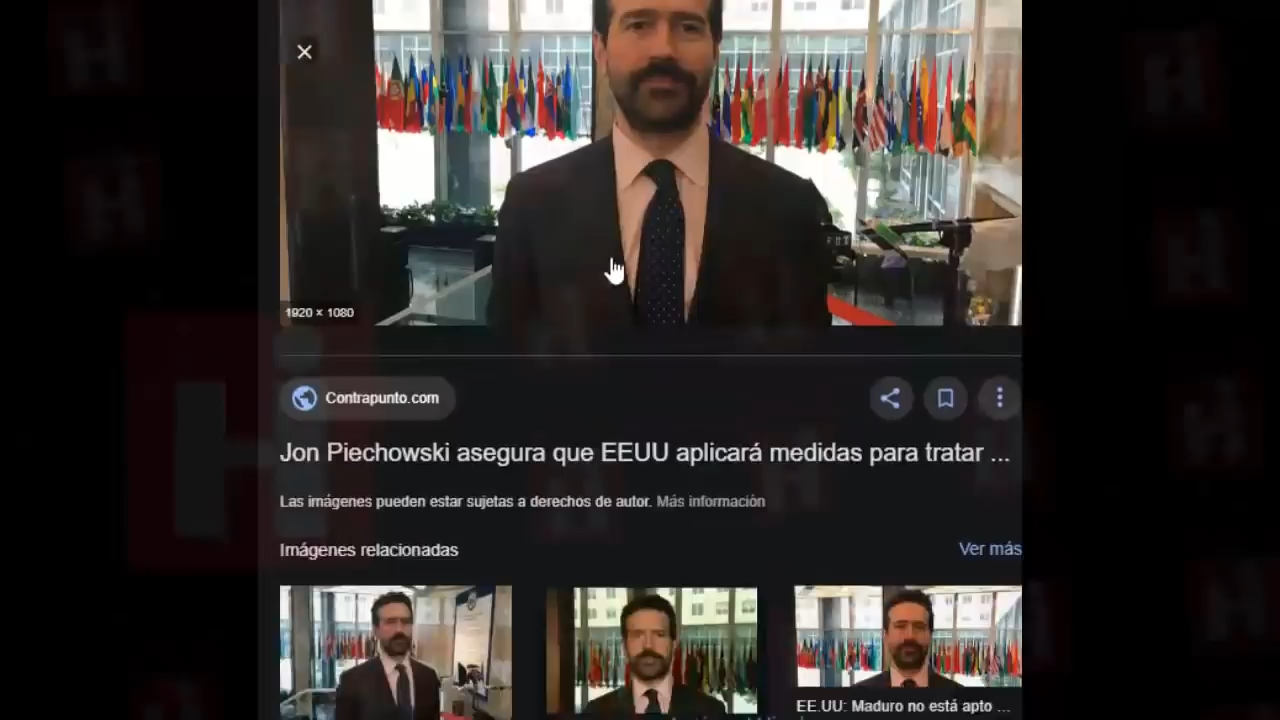 1920 × 1080
Contrapunto.com
Jon Piechowski asegura que EEUU aplicará medidas para tratar ...
Las imágenes pueden estar sujetas a derechos de autor. Más información
Imágenes relacionadas
Ver más
EE.UU: Maduro no está apto ...